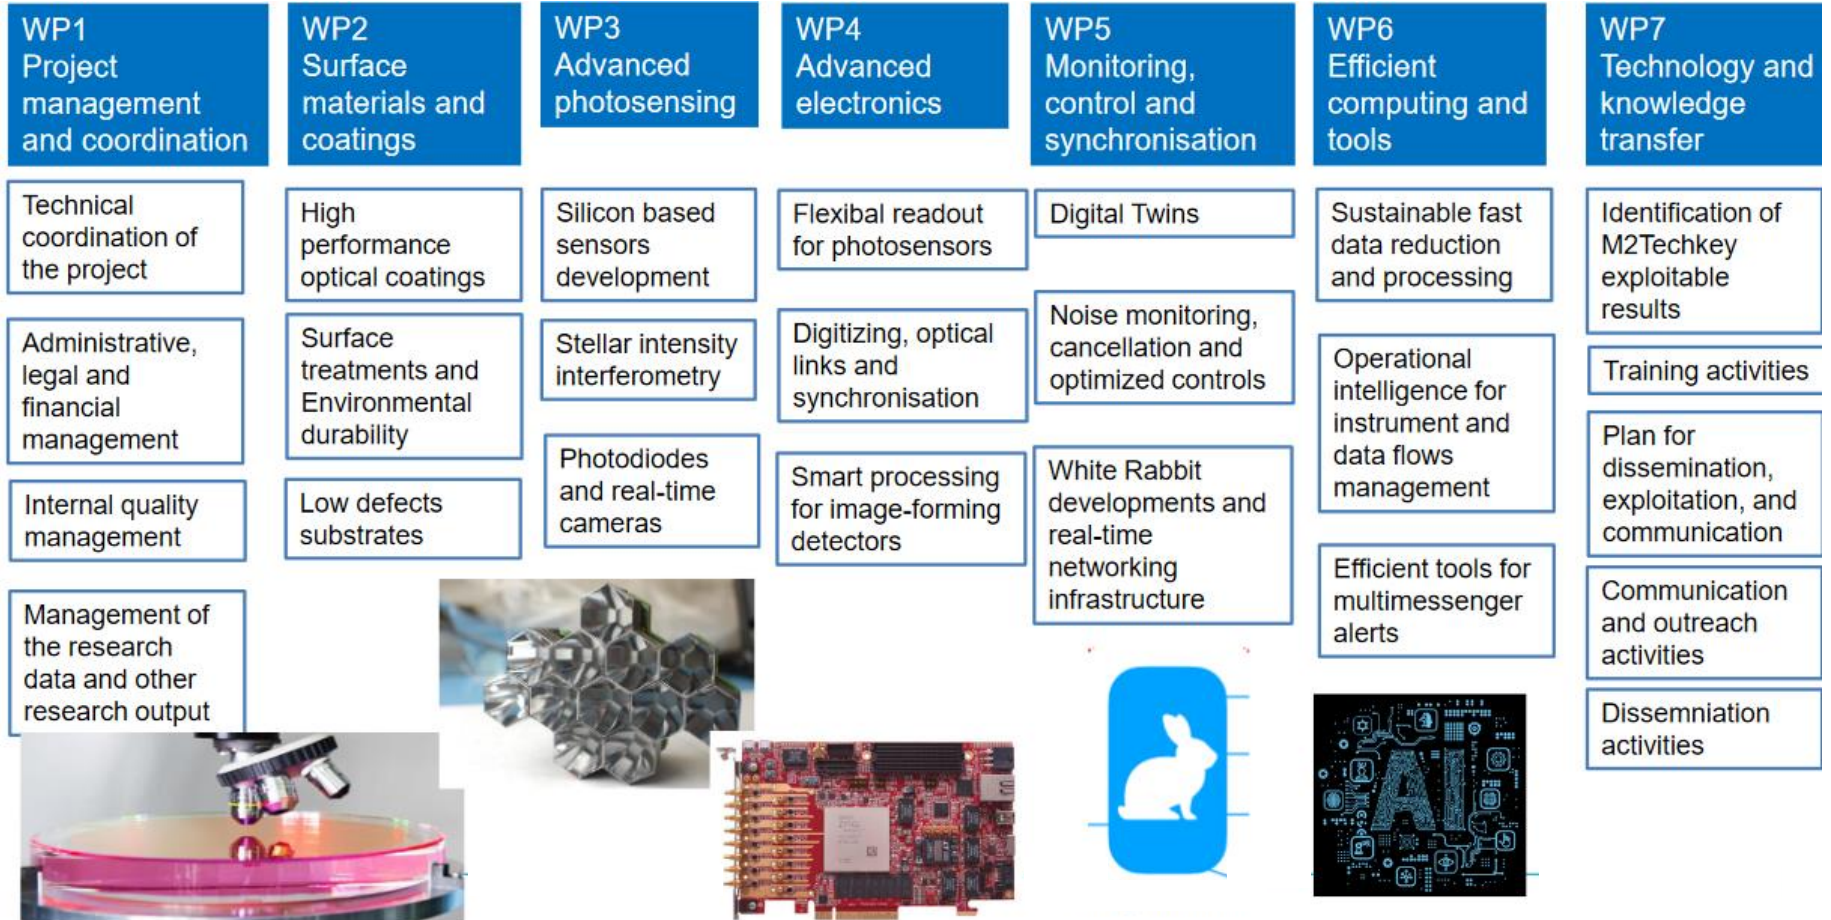 WP1
Project
management
and coordination
Technical
coordination of
the project
Administrative,
legal and
financial
management
Internal quality
management
Management of
the research
data and other
research output
WP2
Surface
materials and
coatings
High
performance
optical coatings
Surface
treatments and
Environmental
durability
Low defects
substrates
WP3
Advanced
photosensing
Silicon based
sensors
development
Stellar intensity
interferometry
Photodiodes
and real-time
cameras
WP4
Advanced
electronics
Flexibal readout
for photosensors
Digitizing, optical
links and
synchronisation
Smart processing
for image-forming
detectors
WP5
Monitoring,
control and
synchronisation
Digital Twins
Noise monitoring,
cancellation and
optimized controls
White Rabbit
developments and
real-time
networking
infrastructure
WP6
Efficient
computing and
tools
Sustainable fast
data reduction
and processing
Operational
intelligence for
instrument and
data flows
management
Efficient tools for
multimessenger
alerts
AI
WP7
Technology and
knowledge
transfer
Identification of
M2Techkey
exploitable
results
Training activities
Plan for
dissemination,
exploitation, and
communication
Communication
and outreach
activities
Dissemniation
activities